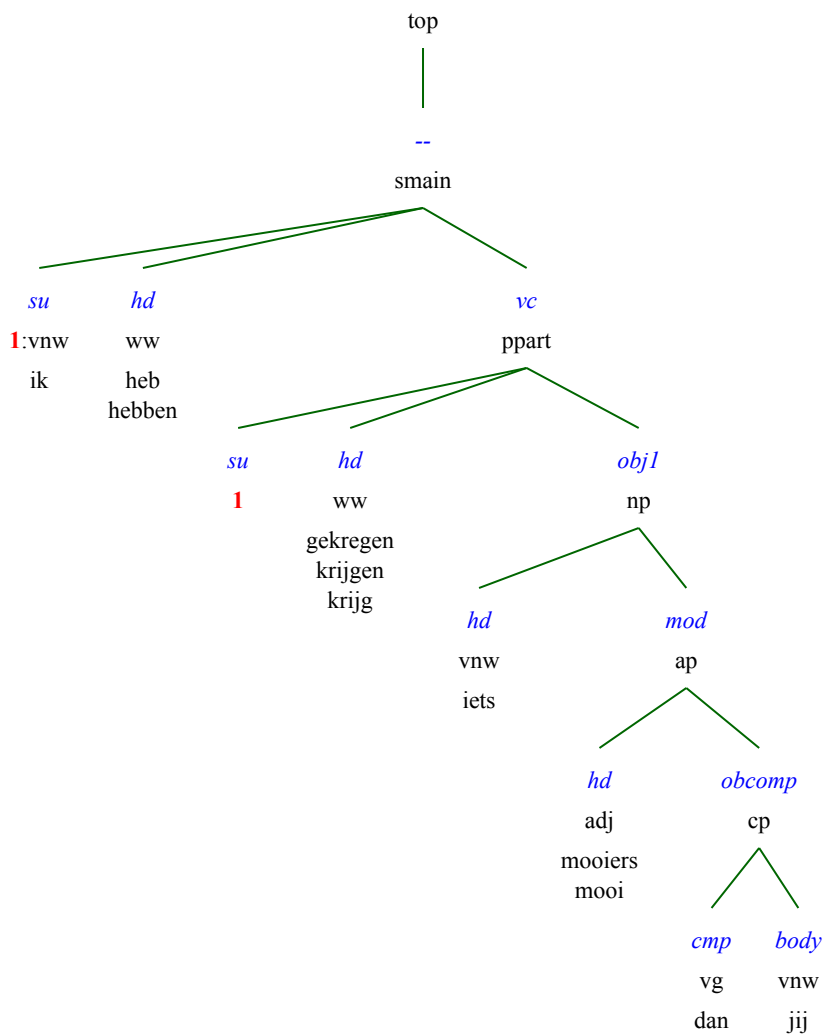 top
--
smain
su hd vc
1:vnw ww ppart
ik heb
hebben
su hd obj1
1 ww np
gekregen
krijgen
krijg
hd mod
vnw ap
iets
hd obcomp
adj cp
mooiers
mooi
cmp body
vg vnw
dan jij